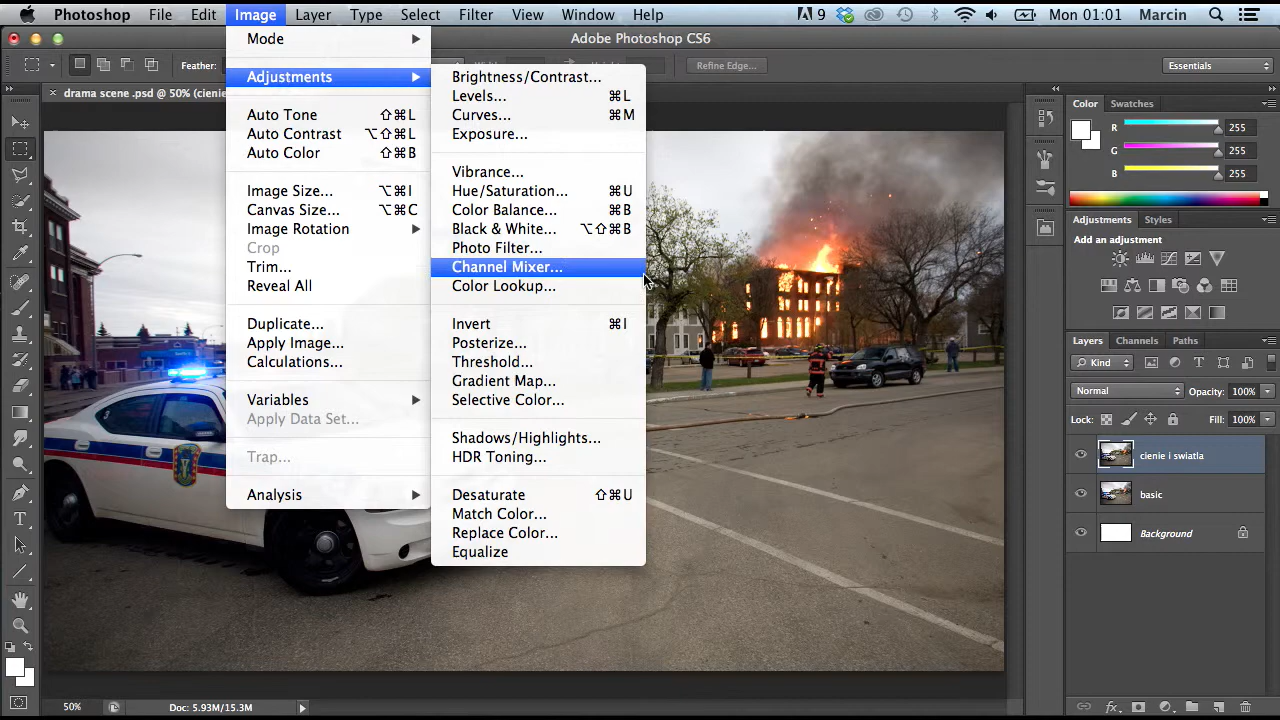 Photoshop File Edit Image Layer Type Select Filter View Window Help 9 Mon 01:01 Marcin
Adobe Photoshop CS6
Feather: Refine Edge... Essentials
drama scene .psd @ 50% (cienie
Mode
Adjustments
Auto Tone ⇧⌘L
Auto Contrast ⌥⇧⌘L
Auto Color ⇧⌘B
Image Size... ⌥⌘I
Canvas Size... ⌥⌘C
Image Rotation
Crop
Trim...
Reveal All
Duplicate...
Apply Image...
Calculations...
Variables
Apply Data Set...
Trap...
Analysis
Brightness/Contrast...
Levels... ⌘L
Curves... ⌘M
Exposure...
Vibrance...
Hue/Saturation... ⌘U
Color Balance... ⌘B
Black & White... ⌥⇧⌘B
Photo Filter...
Channel Mixer...
Color Lookup...
Invert ⌘I
Posterize...
Threshold...
Gradient Map...
Selective Color...
Shadows/Highlights...
HDR Toning...
Desaturate ⇧⌘U
Match Color...
Replace Color...
Equalize
Color Swatches
R 255
G 255
B 255
Adjustments Styles
Add an adjustment
Layers Channels Paths
Kind
Normal Opacity: 100%
Lock: Fill: 100%
cienie i swiatla
basic
Background
50% Doc: 5.93M/15.3M